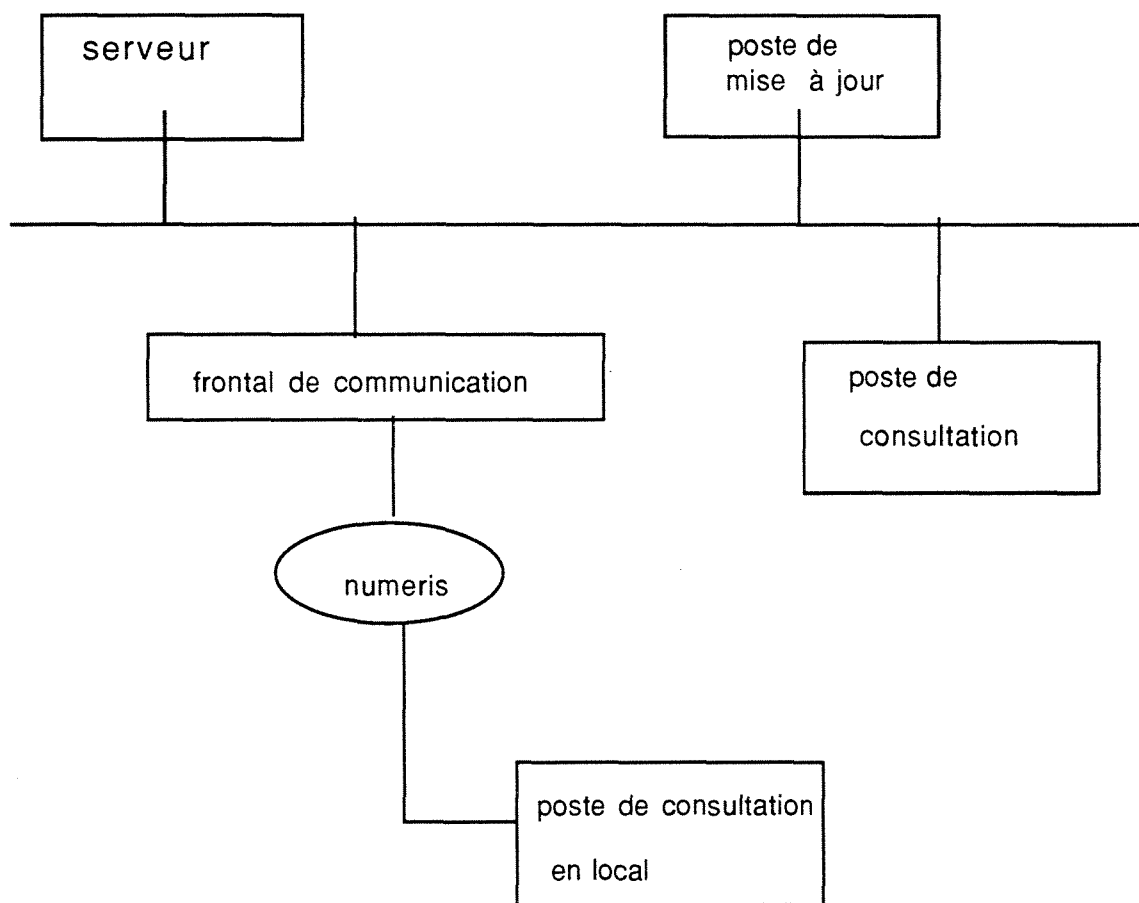 serveur
poste de
mise à jour
frontal de communication
poste de
consultation
numeris
poste de consultation
en local